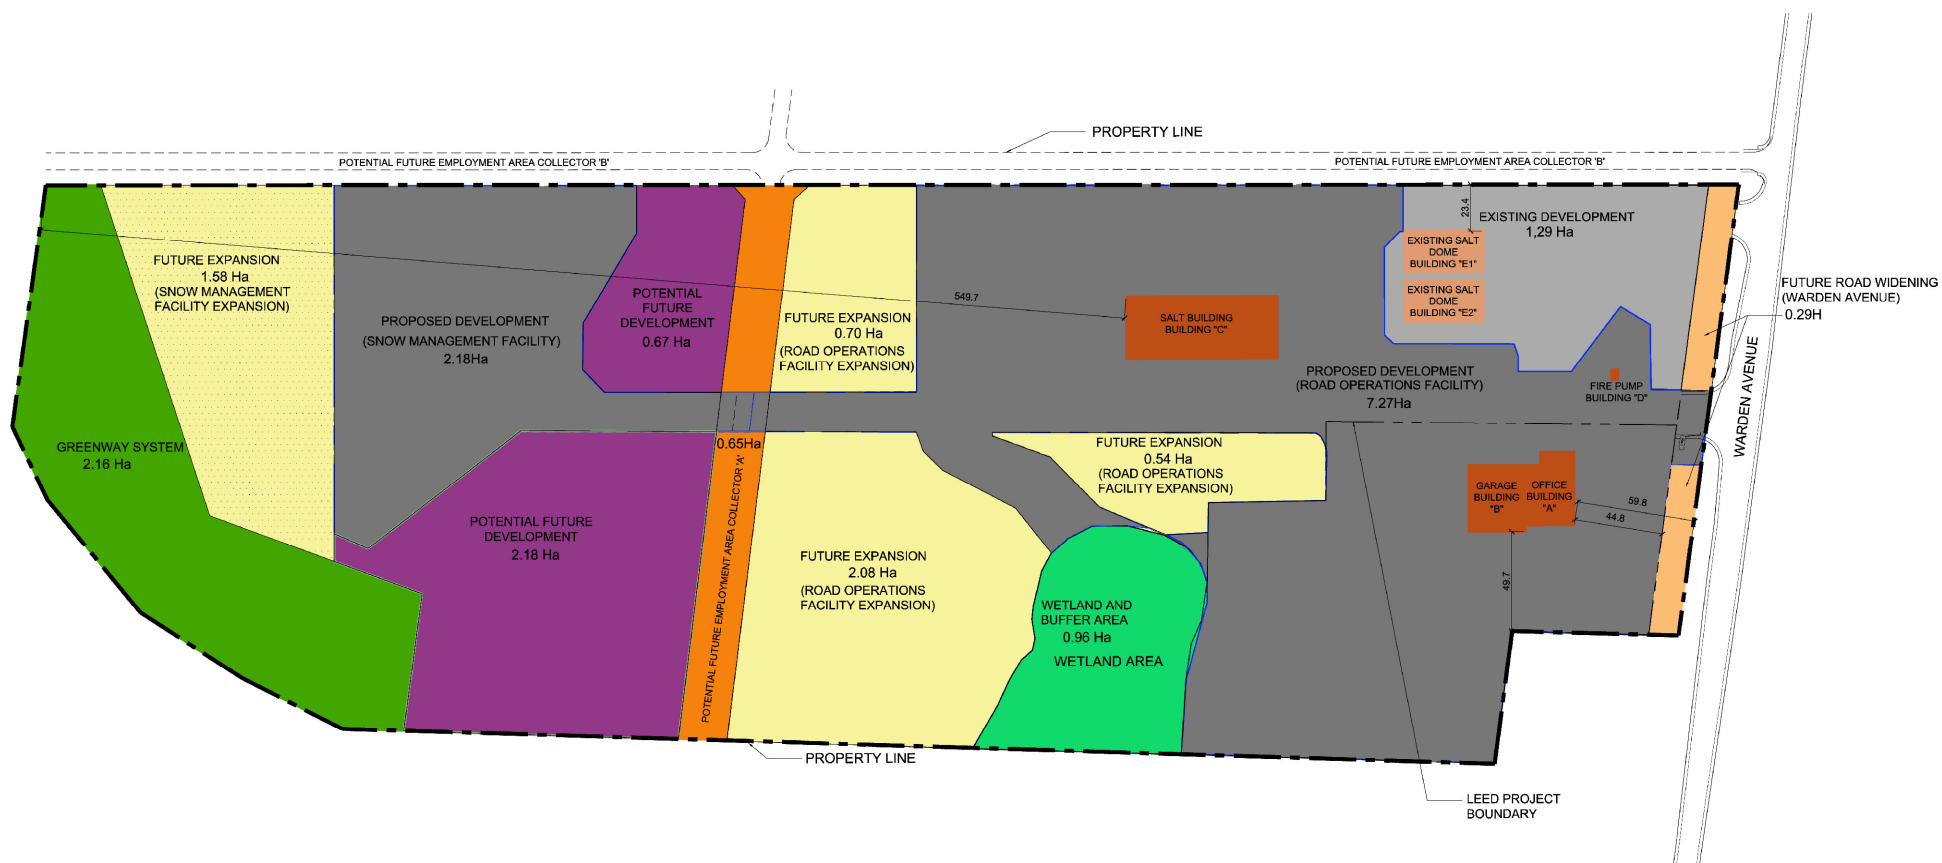 PROPERTY LINE
POTENTIAL FUTURE EMPLOYMENT AREA COLLECTOR 'B'
POTENTIAL FUTURE EMPLOYMENT AREA COLLECTOR 'B'
23.4
EXISTING DEVELOPMENT
1,29 Ha
EXISTING SALT
DOME
BUILDING "E1"
EXISTING SALT
DOME
BUILDING "E2"
FUTURE EXPANSION
1.58 Ha
(SNOW MANAGEMENT
FACILITY EXPANSION)
FUTURE ROAD WIDENING
(WARDEN AVENUE)
0.29H
WARDEN AVENUE
PROPOSED DEVELOPMENT
(SNOW MANAGEMENT FACILITY)
2.18Ha
POTENTIAL
FUTURE
DEVELOPMENT
0.67 Ha
FUTURE EXPANSION
0.70 Ha
(ROAD OPERATIONS
FACILITY EXPANSION)
549.7
SALT BUILDING
BUILDING "C"
PROPOSED DEVELOPMENT
(ROAD OPERATIONS FACILITY)
7.27Ha
FIRE PUMP
BUILDING "D"
GREENWAY SYSTEM
2.16 Ha
0.65Ha
POTENTIAL FUTURE EMPLOYMENT AREA COLLECTOR 'A'
FUTURE EXPANSION
0.54 Ha
(ROAD OPERATIONS
FACILITY EXPANSION)
GARAGE
BUILDING
"B"
OFFICE
BUILDING
"A"
59.8
44.8
49.7
POTENTIAL FUTURE
DEVELOPMENT
2.18 Ha
FUTURE EXPANSION
2.08 Ha
(ROAD OPERATIONS
FACILITY EXPANSION)
WETLAND AND
BUFFER AREA
0.96 Ha
WETLAND AREA
PROPERTY LINE
LEED PROJECT
BOUNDARY